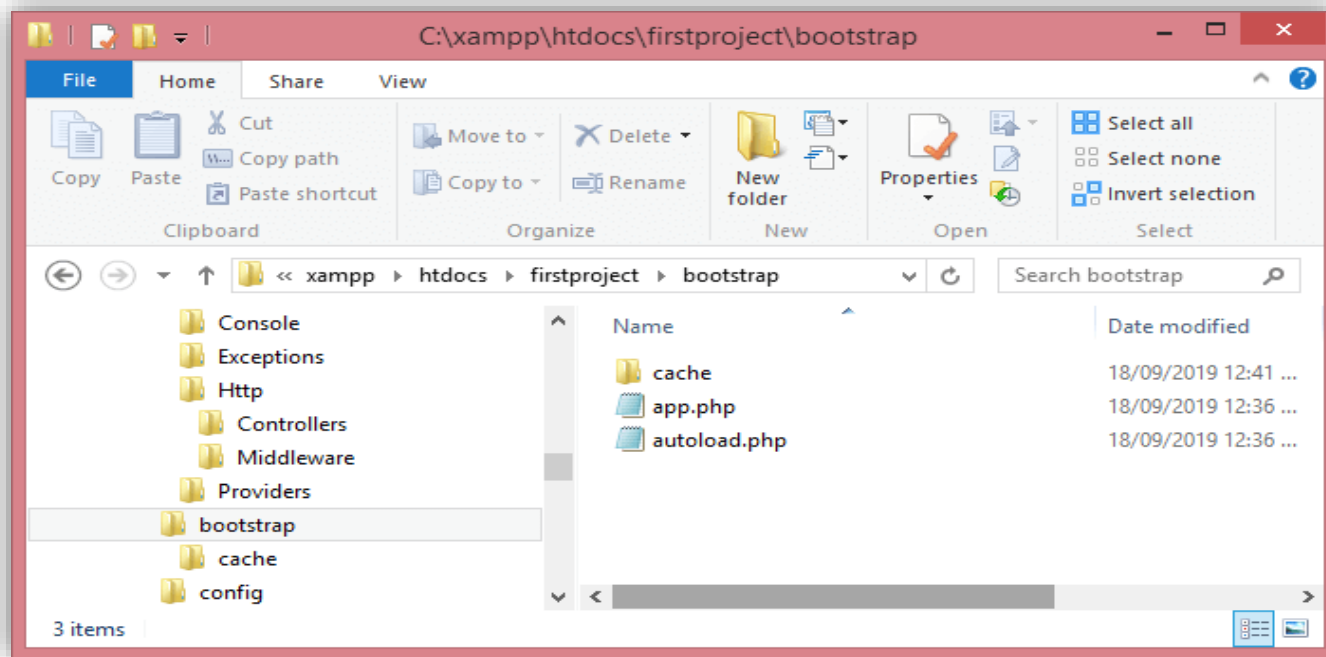 C:\xampp\htdocs\firstproject\bootstrap
File Home Share View
Copy
Paste
Cut
Copy path
Paste shortcut
Clipboard
Move to
Copy to
Delete
Rename
Organize
New folder
New
Properties
Open
Select all
Select none
Invert selection
Select
« xampp htdocs firstproject bootstrap
Search bootstrap
Console
Exceptions
Http
Controllers
Middleware
Providers
bootstrap
cache
config
Name Date modified
cache 18/09/2019 12:41 ...
app.php 18/09/2019 12:36 ...
autoload.php 18/09/2019 12:36 ...
3 items